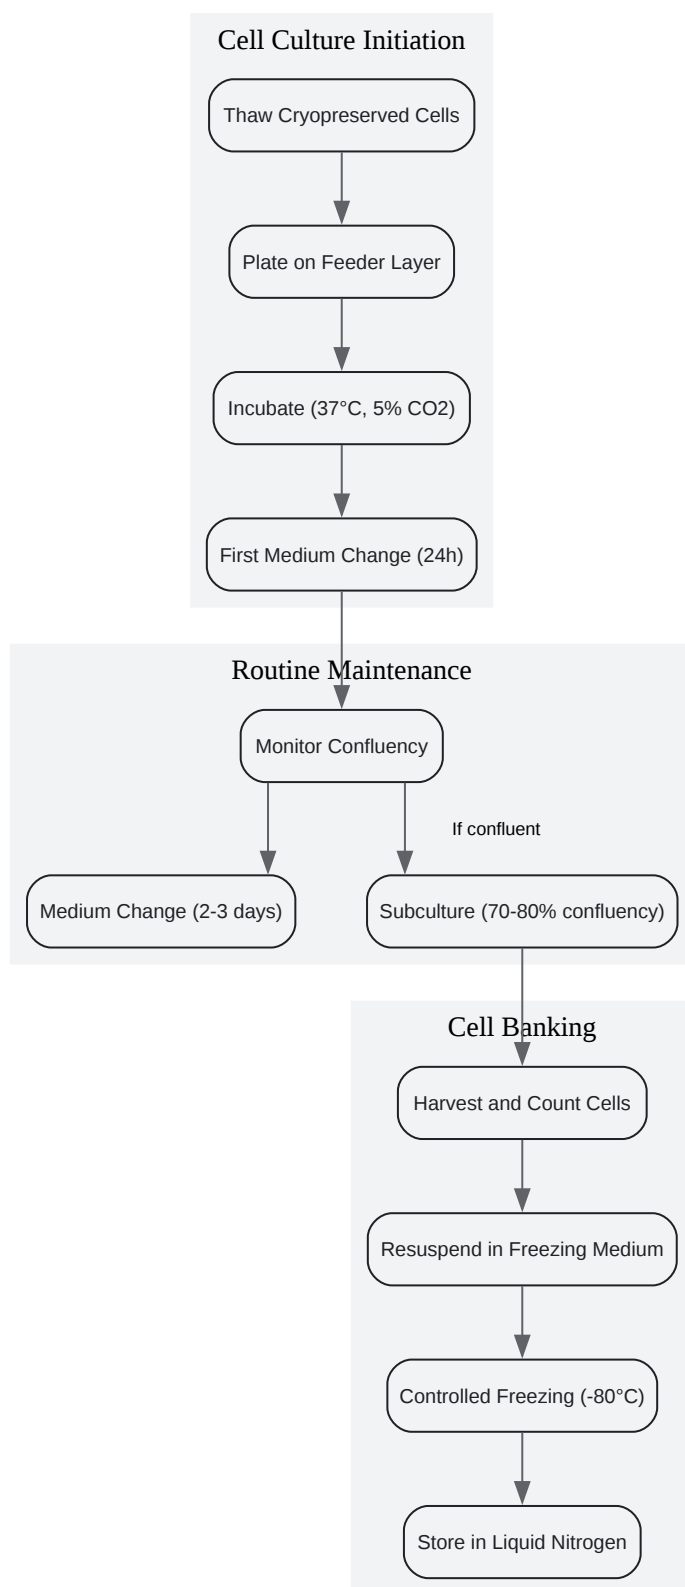 Cell Culture Initiation
Thaw Cryopreserved Cells
Plate on Feeder Layer
Incubate (37°C, 5% CO2)
First Medium Change (24h)
Routine Maintenance
Monitor Confluency
If confluent
Medium Change (2-3 days)
Subculture (70-80% confluency)
Cell Banking
Harvest and Count Cells
Resuspend in Freezing Medium
Controlled Freezing (-80°C)
Store in Liquid Nitrogen